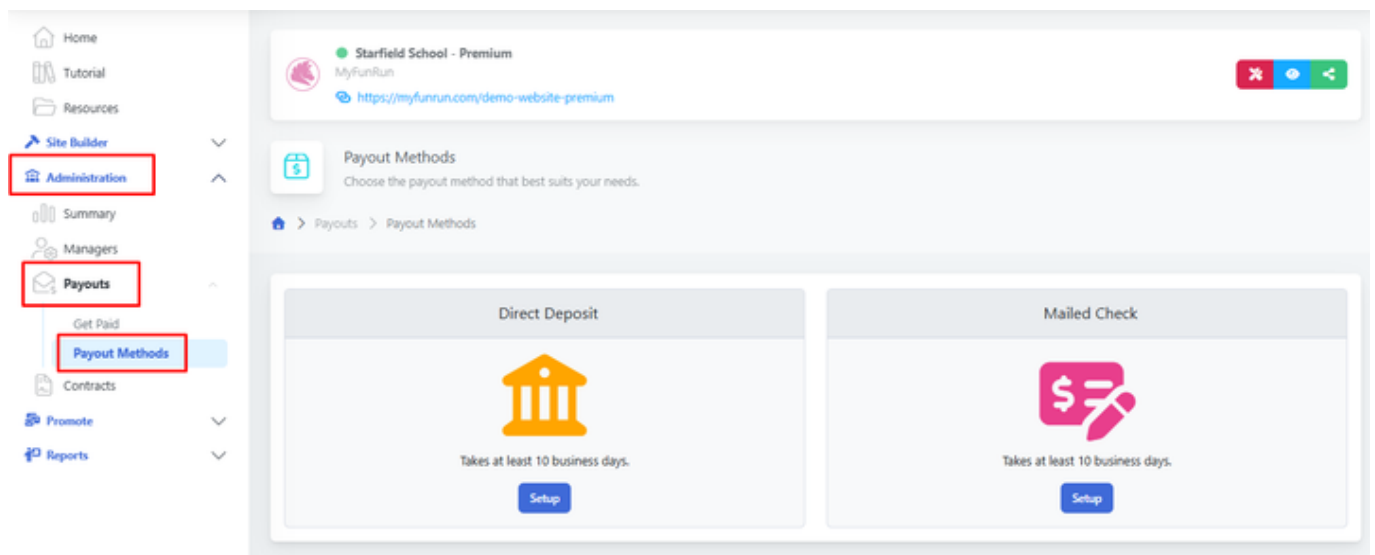 Home
Tutorial
Resources
Site Builder
Administration
Summary
Managers
Payouts
Get Paid
Payout Methods
Contracts
Promote
Reports
Starfield School - Premium
MyFunRun
https://myfunrun.com/demo-website-premium
Payout Methods
Choose the payout method that best suits your needs.
Payouts > Payout Methods
Direct Deposit
Takes at least 10 business days.
Setup
Mailed Check
Takes at least 10 business days.
Setup